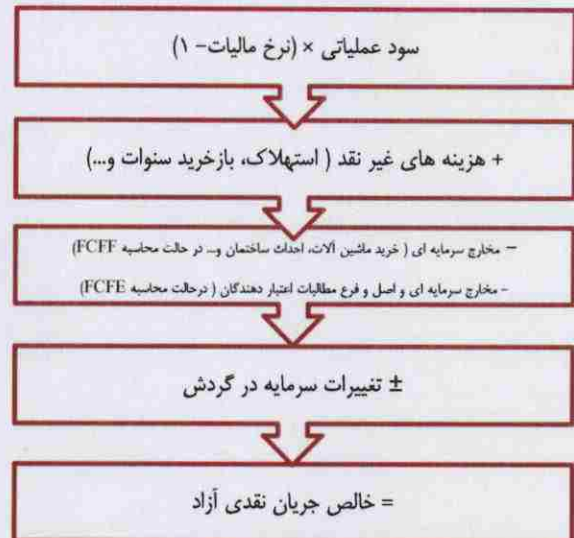 سود عملیاتی × (نرخ مالیات- ۱)
+ هزینه های غیر نقد ( استهلاک، بازخرید سنوات و...)
– مخارج سرمایه ای ( خرید ماشین آلات، احداث ساختمان و... در حالت محاسبه FCFF)
– مخارج سرمایه ای و اصل و فرع مطالبات اعتبار دهندگان ( درحالت محاسبه FCFE)
± تغییرات سرمایه در گردش
= خالص جریان نقدی آزاد